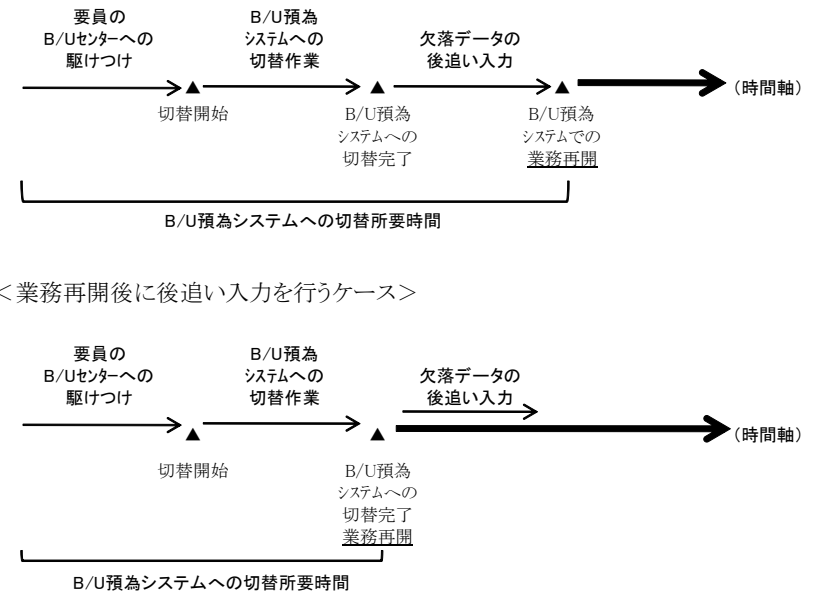 要員の
B/Uセンターへの
駆けつけ
B/U預為
システムへの
切替作業
欠落データの
後追い入力
(時間軸)
切替開始
B/U預為
システムへの
切替完了
B/U預為
システムでの
業務再開
B/U預為システムへの切替所要時間
<業務再開後に後追い入力を行うケース>
要員の
B/Uセンターへの
駆けつけ
B/U預為
システムへの
切替作業
欠落データの
後追い入力
(時間軸)
切替開始
B/U預為
システムへの
切替完了
業務再開
B/U預為システムへの切替所要時間